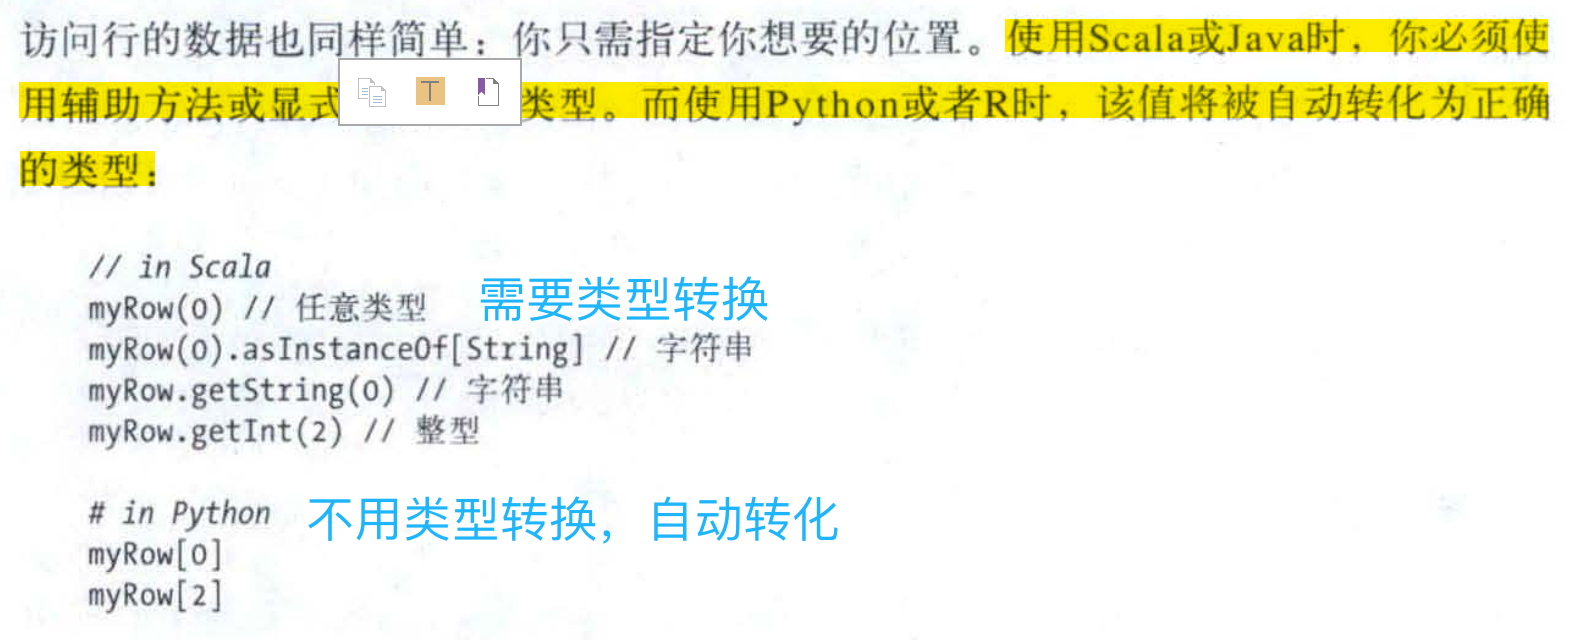 访问行的数据也同样简单：你只需指定你想要的位置。使用Scala或Java时，你必须使
用辅助方法或显式 类型。而使用Python或者R时，该值将被自动转化为正确
的类型：
// in Scala
myRow(0) // 任意类型 需要类型转换
myRow(0).asInstanceOf[String] // 字符串
myRow.getString(0) // 字符串
myRow.getInt(2) // 整型
# in Python 不用类型转换，自动转化
myRow[0]
myRow[2]